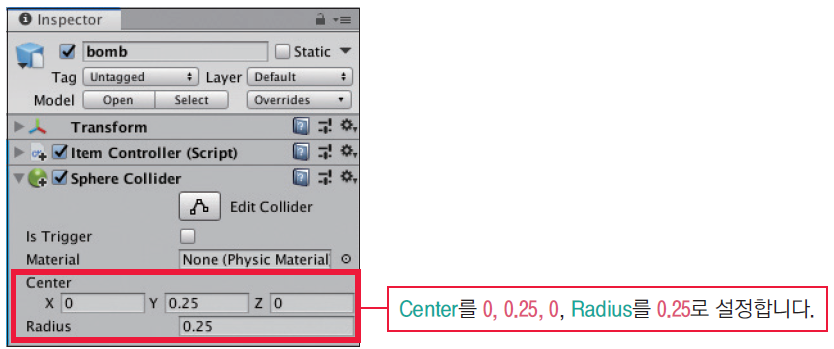 Inspector
bomb Static
Tag Untagged Layer Default
Model Open Select Overrides
Transform
Item Controller (Script)
Sphere Collider
Edit Collider
Is Trigger
Material None (Physic Material)
Center
X 0 Y 0.25 Z 0
Radius 0.25
Center를 0, 0.25, 0, Radius를 0.25로 설정합니다.